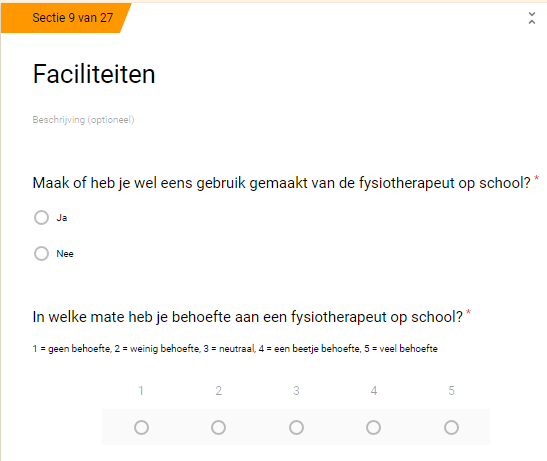 Sectie 9 van 27
Faciliteiten
Beschrijving (optioneel)
Maak of heb je wel eens gebruik gemaakt van de fysiotherapeut op school? *
Ja
Nee
In welke mate heb je behoefte aan een fysiotherapeut op school? *
1 = geen behoefte, 2 = weinig behoefte, 3 = neutraal, 4 = een beetje behoefte, 5 = veel behoefte
1 2 3 4 5